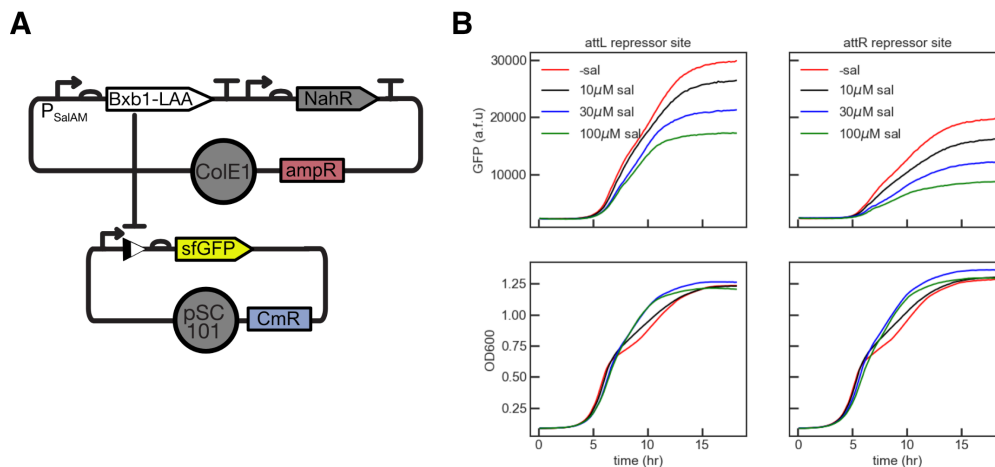 A
Bxb1-LAA
NahR
PSalAM
ColE1
ampR
sfGFP
pSC
101
CmR
B
attL repressor site
attR repressor site
GFP (a.f.u)
30000
20000
10000
-sal
10μM sal
30μM sal
100μM sal
-sal
10μM sal
30μM sal
100μM sal
OD600
1.25
1.00
0.75
0.50
0.25
0
5
10
15
time (hr)
0
5
10
15
time (hr)